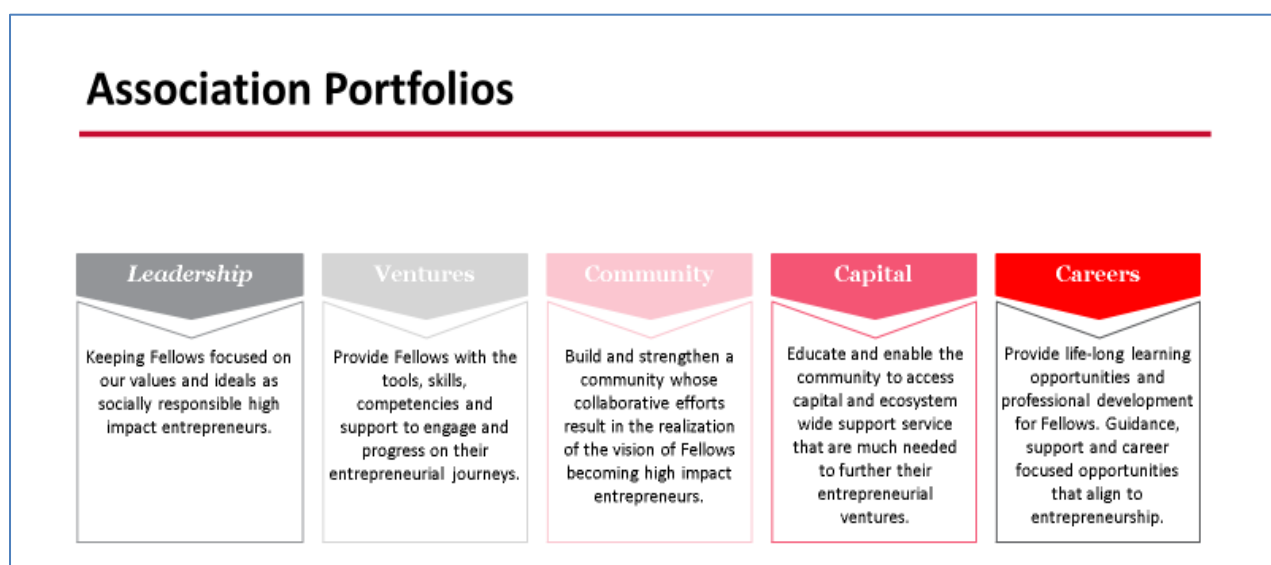 Association Portfolios
Leadership
Keeping Fellows focused on
our values and ideals as
socially responsible high
impact entrepreneurs.
Ventures
Provide Fellows with the
tools, skills,
competencies and
support to engage and
progress on their
entrepreneurial journeys.
Community
Build and strengthen a
community whose
collaborative efforts
result in the realization
of the vision of Fellows
becoming high impact
entrepreneurs.
Capital
Educate and enable the
community to access
capital and ecosystem
wide support service
that are much needed
to further their
entrepreneurial
ventures.
Careers
Provide life-long learning
opportunities and
professional development
for Fellows. Guidance,
support and career
focused opportunities
that align to
entrepreneurship.